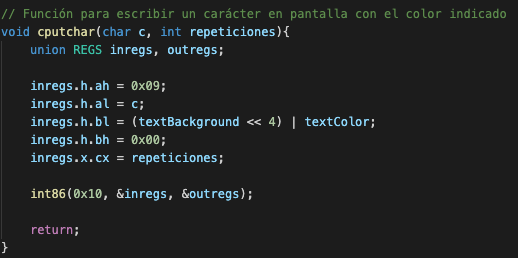 // Función para escribir un carácter en pantalla con el color indicado
void cputchar(char c, int repeticiones){
    union REGS inregs, outregs;

    inregs.h.ah = 0x09;
    inregs.h.al = c;
    inregs.h.bl = (textBackground << 4) | textColor;
    inregs.h.bh = 0x00;
    inregs.x.cx = repeticiones;

    int86(0x10, &inregs, &outregs);

    return;
}